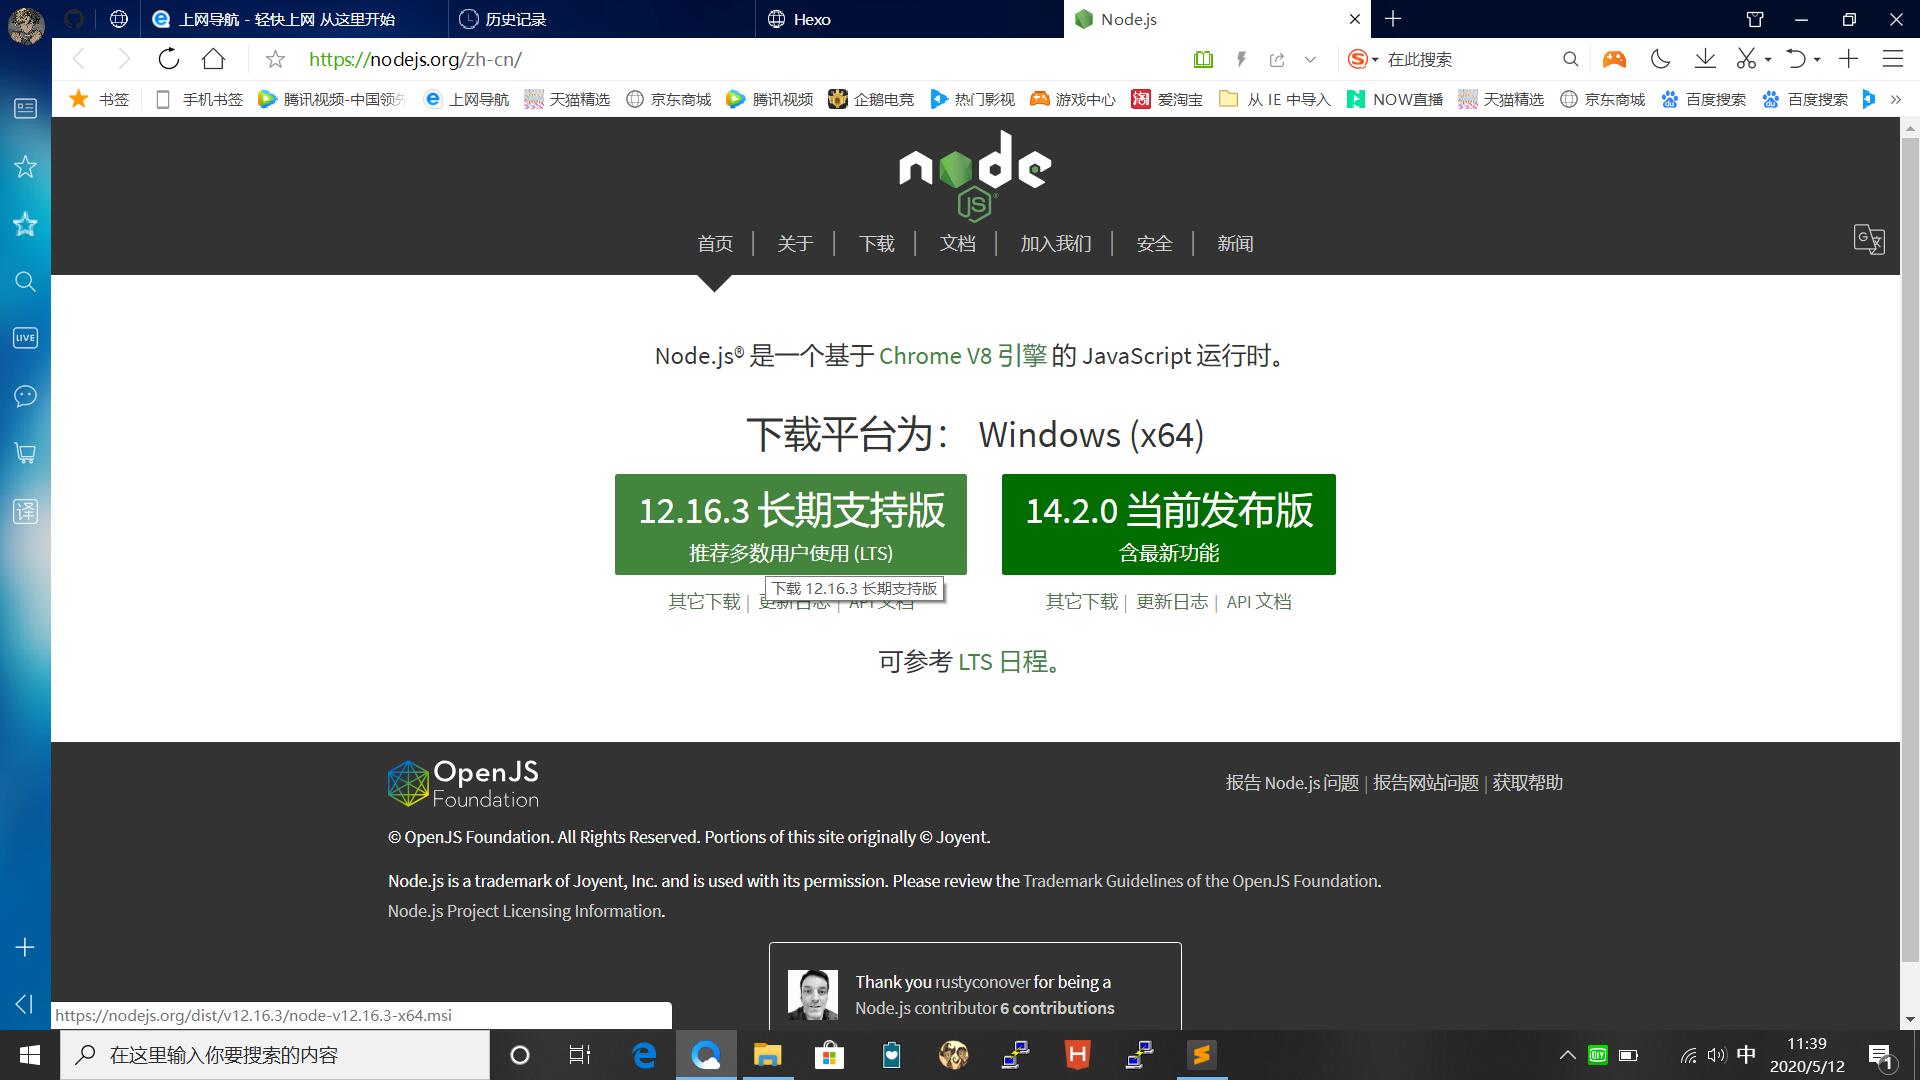 上网导航 - 轻快上网 从这里开始
历史记录
Hexo
Node.js
https://nodejs.org/zh-cn/
在此搜索
书签
手机书签
腾讯视频-中国领先
上网导航
天猫精选
京东商城
腾讯视频
企鹅电竞
热门影视
游戏中心
爱淘宝
从 IE 中导入
NOW直播
天猫精选
京东商城
百度搜索
百度搜索
LIVE
译
node
JS
首页 | 关于 | 下载 | 文档 | 加入我们 | 安全 | 新闻
Node.js® 是一个基于 Chrome V8 引擎 的 JavaScript 运行时。
下载平台为： Windows (x64)
12.16.3 长期支持版
推荐多数用户使用 (LTS)
14.2.0 当前发布版
含最新功能
下载 12.16.3 长期支持版
其它下载 | 更新日志 | API 文档
其它下载 | 更新日志 | API 文档
可参考 LTS 日程。
OpenJS
Foundation
报告 Node.js 问题 | 报告网站问题 | 获取帮助
© OpenJS Foundation. All Rights Reserved. Portions of this site originally © Joyent.
Node.js is a trademark of Joyent, Inc. and is used with its permission. Please review the Trademark Guidelines of the OpenJS Foundation.
Node.js Project Licensing Information.
Thank you rustyconover for being a
Node.js contributor 6 contributions
https://nodejs.org/dist/v12.16.3/node-v12.16.3-x64.msi
在这里输入你要搜索的内容
中
11:39
2020/5/12
1